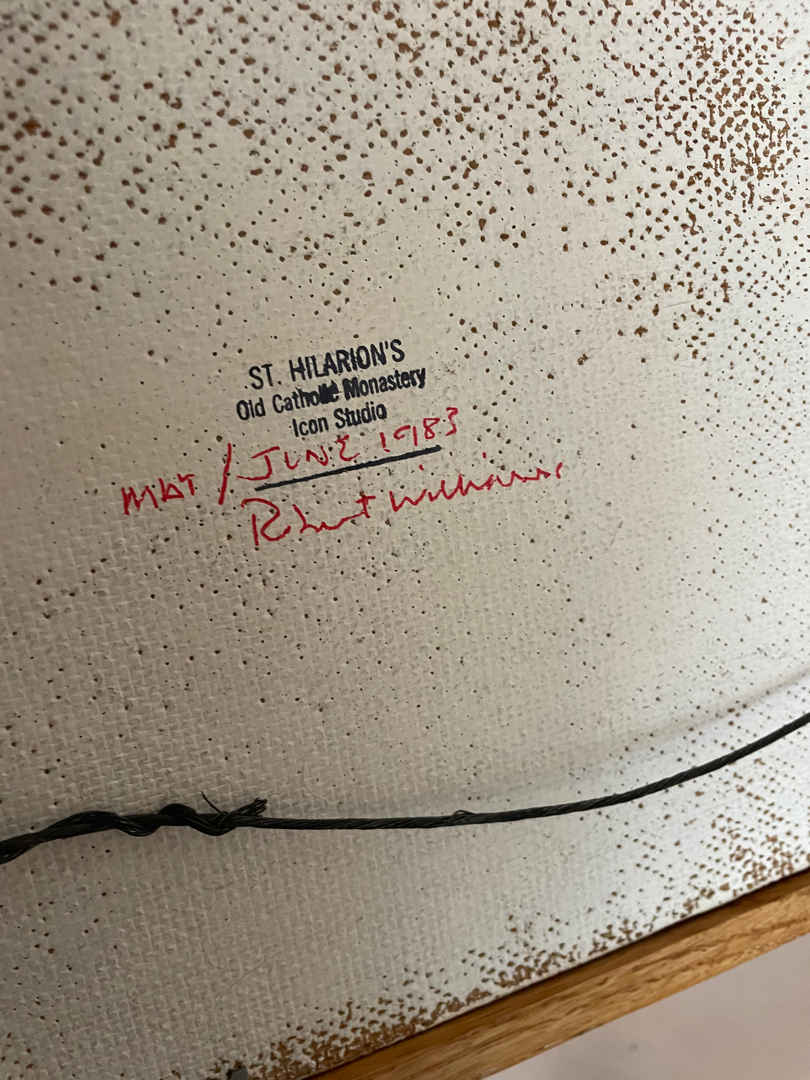 ST. HILARION'S
Old Catholic Monastery
Icon Studio
MAY / JUNE 1983
Robert Williams